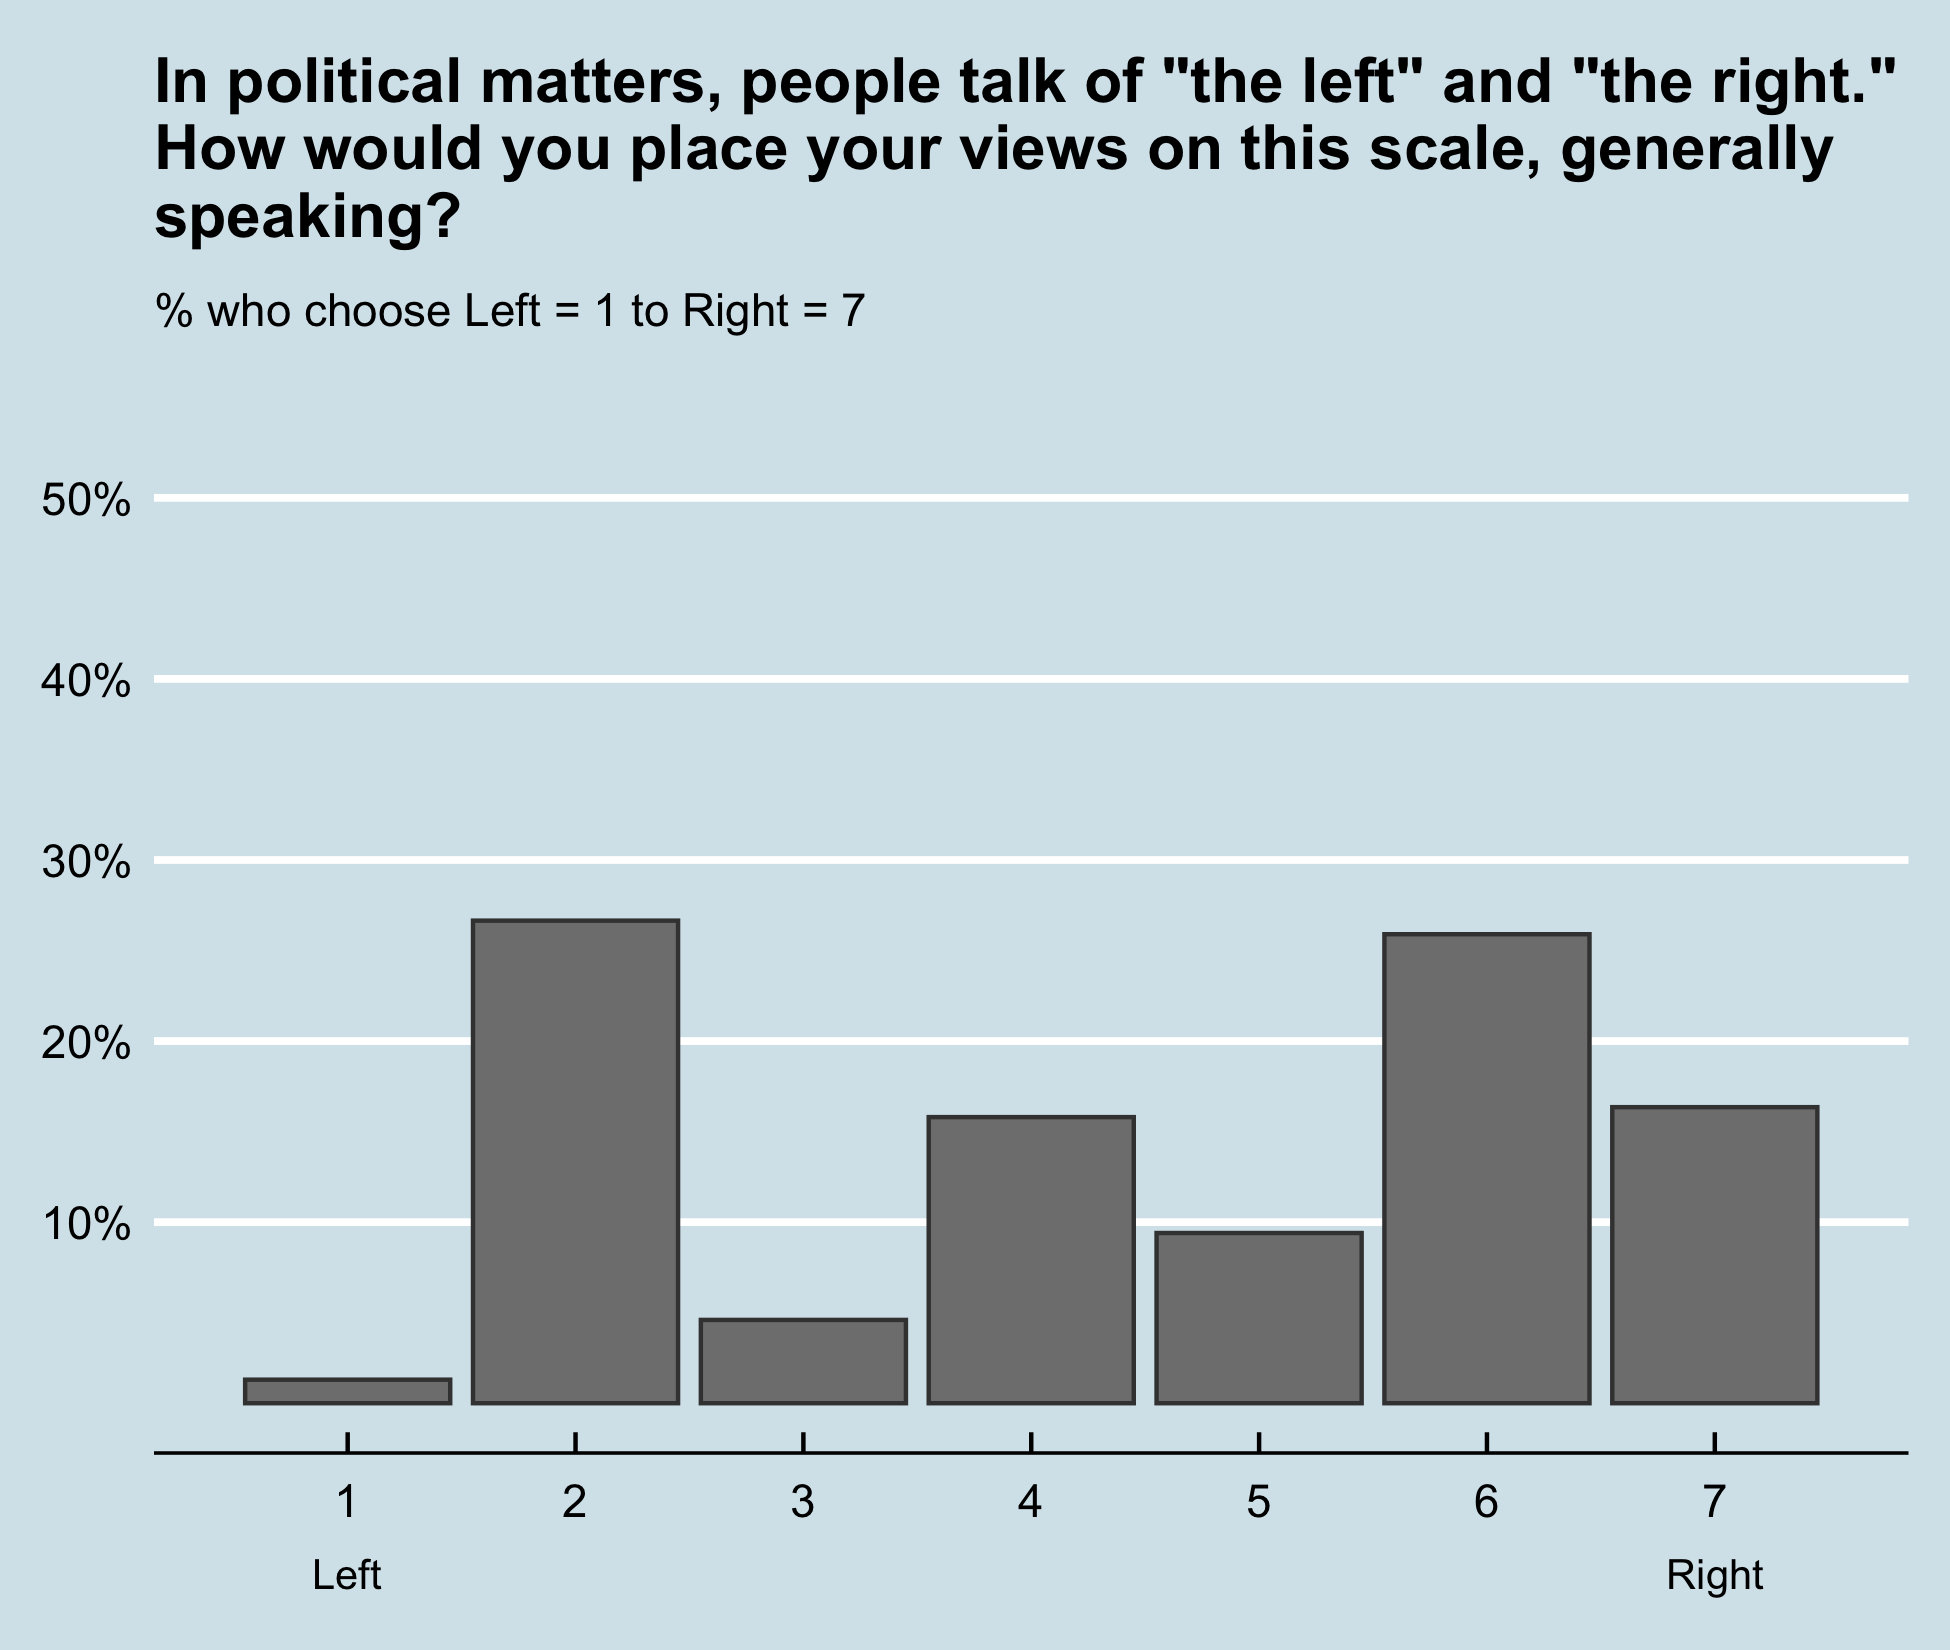 In political matters, people talk of "the left" and "the right."
How would you place your views on this scale, generally
speaking?
% who choose Left = 1 to Right = 7
50%
40%
30%
20%
10%
1 2 3 4 5 6 7
Left Right